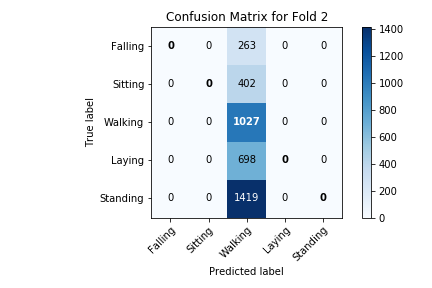 Confusion Matrix for Fold 2
True label
Falling 0 0 263 0 0
Sitting 0 0 402 0 0
Walking 0 0 1027 0 0
Laying 0 0 698 0 0
Standing 0 0 1419 0 0
Falling Sitting Walking Laying Standing
Predicted label
1400
1200
1000
800
600
400
200
0